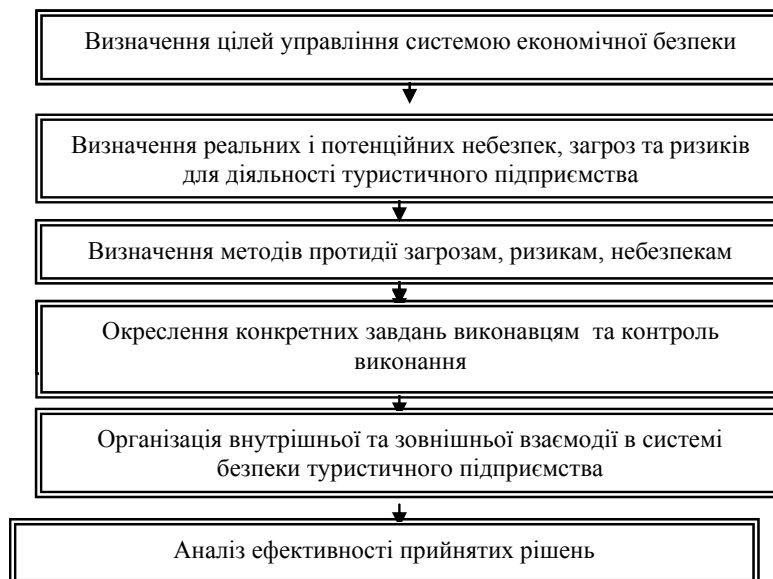 Визначення цілей управління системою економічної безпеки
Визначення реальних і потенційних небезпек, загроз та ризиків
для діяльності туристичного підприємства
Визначення методів протидії загрозам, ризикам, небезпекам
Окреслення конкретних завдань виконавцям та контроль
виконання
Організація внутрішньої та зовнішньої взаємодії в системі
безпеки туристичного підприємства
Аналіз ефективності прийнятих рішень